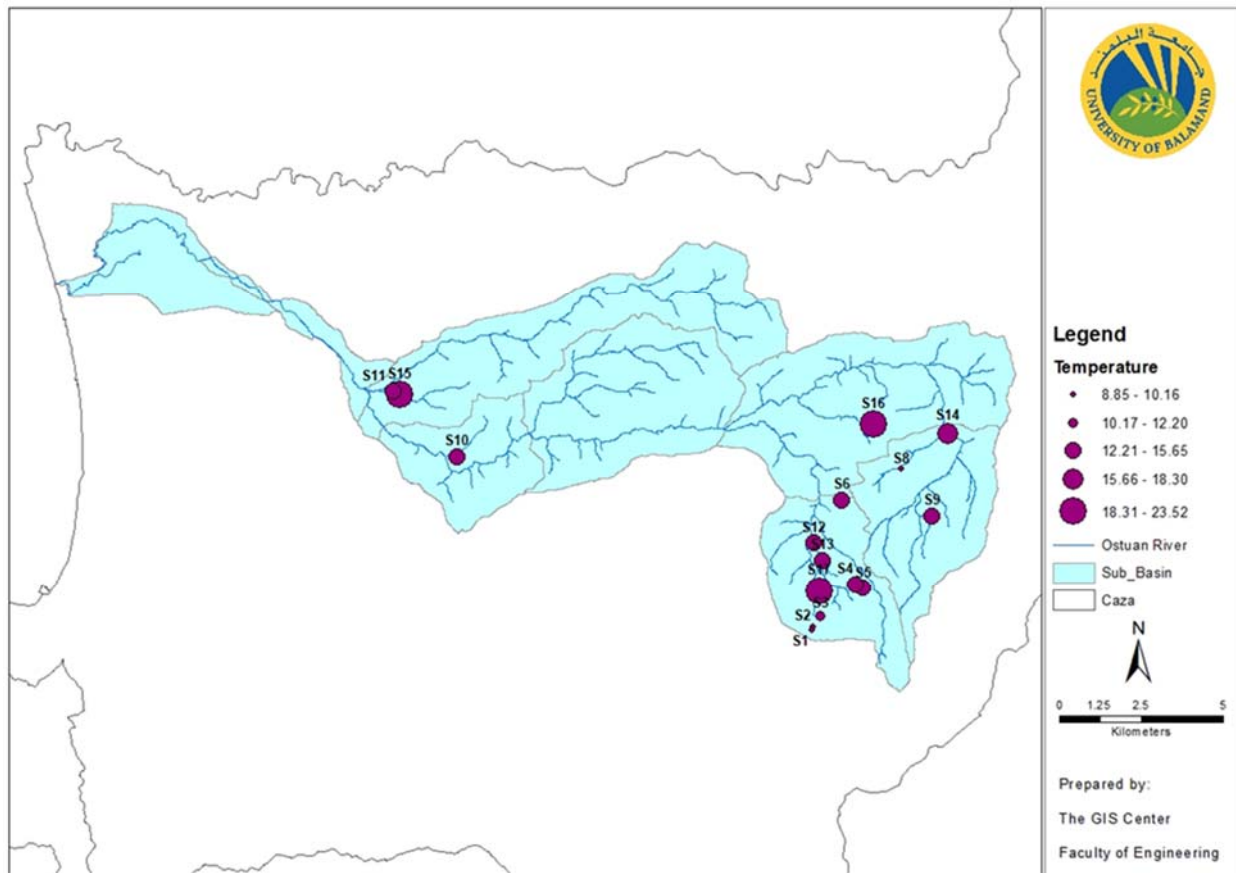 جامعة البلمند
UNIVERSITY OF BALAMAND
S11 S15
S10
S16
S14
S8
S6
S9
S12
S13
S4 S5
S3
S2
S1
Legend
Temperature
8.85 - 10.16
10.17 - 12.20
12.21 - 15.65
15.66 - 18.30
18.31 - 23.52
Ostuan River
Sub_Basin
Caza
N
0 1.25 2.5 5
Kilometers
Prepared by:
The GIS Center
Faculty of Engineering